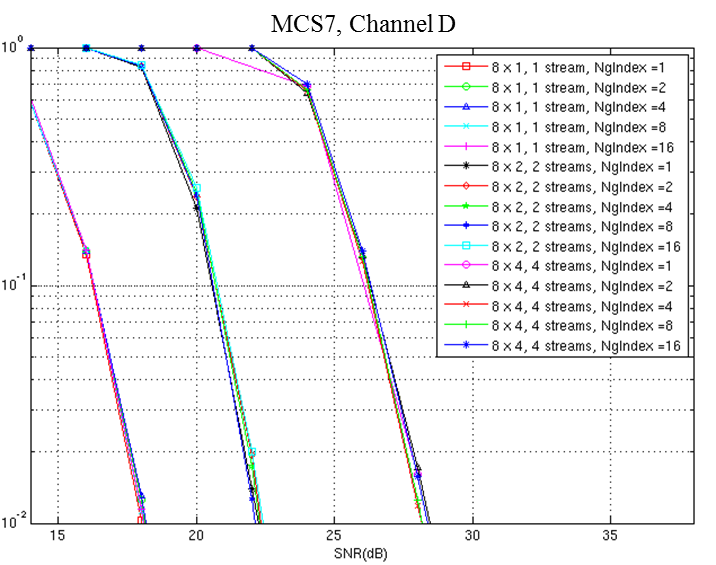 MCS7, Channel D
10^0
10^-1
10^-2
8 × 1, 1 stream, NgIndex =1
8 × 1, 1 stream, NgIndex =2
8 × 1, 1 stream, NgIndex =4
8 × 1, 1 stream, NgIndex =8
8 × 1, 1 stream, NgIndex =16
8 × 2, 2 streams, NgIndex =1
8 × 2, 2 streams, NgIndex =2
8 × 2, 2 streams, NgIndex =4
8 × 2, 2 streams, NgIndex =8
8 × 2, 2 streams, NgIndex =16
8 × 4, 4 streams, NgIndex =1
8 × 4, 4 streams, NgIndex =2
8 × 4, 4 streams, NgIndex =4
8 × 4, 4 streams, NgIndex =8
8 × 4, 4 streams, NgIndex =16
15 20 25 30 35
SNR(dB)